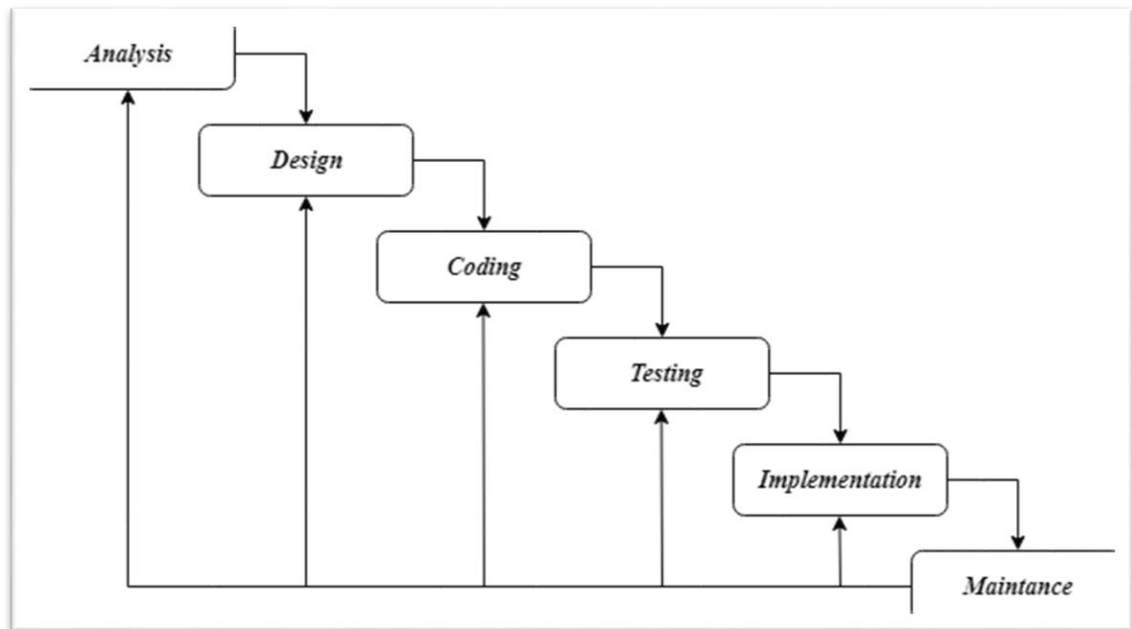 Analysis
Design
Coding
Testing
Implementation
Maintance